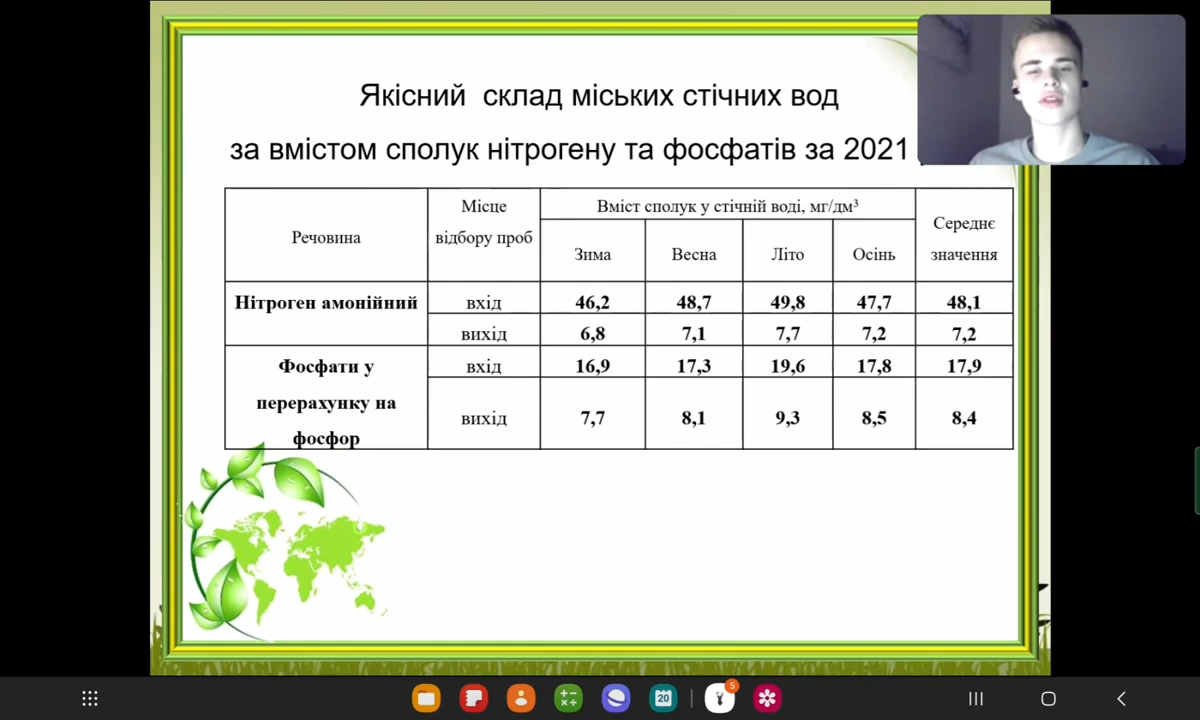 Якісний склад міських стічних вод
за вмістом сполук нітрогену та фосфатів за 2021
Речовина
Місце
відбору проб
Вміст сполук у стічній воді, мг/дм³
Середнє
значення
Зима
Весна
Літо
Осінь
Нітроген амонійний
вхід
46,2
48,7
49,8
47,7
48,1
вихід
6,8
7,1
7,7
7,2
7,2
Фосфати у
перерахунку на
фосфор
вхід
16,9
17,3
19,6
17,8
17,9
вихід
7,7
8,1
9,3
8,5
8,4
20
5